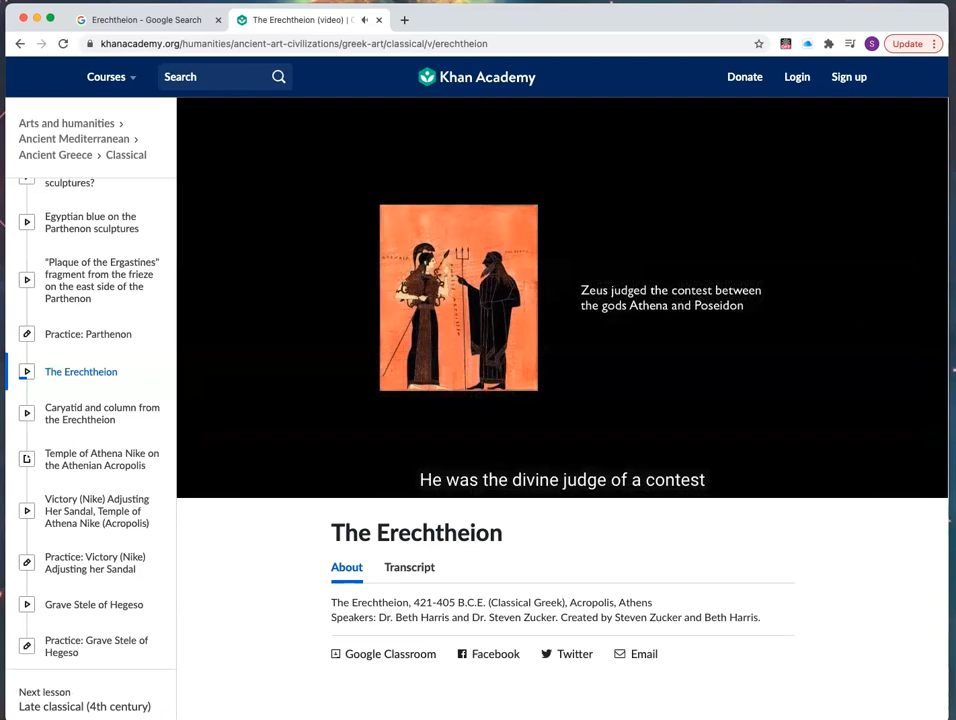 Erechtheion - Google Search
The Erechtheion (video) |
khanacademy.org/humanities/ancient-art-civilizations/greek-art/classical/v/erechtheion
S
Update
Courses
Search
Khan Academy
Donate
Login
Sign up
Arts and humanities ›
Ancient Mediterranean ›
Ancient Greece › Classical
sculptures?
Egyptian blue on the
Parthenon sculptures
"Plaque of the Ergastines"
fragment from the frieze
on the east side of the
Parthenon
Practice: Parthenon
The Erechtheion
Caryatid and column from
the Erechtheion
Temple of Athena Nike on
the Athenian Acropolis
Victory (Nike) Adjusting
Her Sandal, Temple of
Athena Nike (Acropolis)
Practice: Victory (Nike)
Adjusting her Sandal
Grave Stele of Hegeso
Practice: Grave Stele of
Hegeso
Next lesson
Late classical (4th century)
Zeus judged the contest between
the gods Athena and Poseidon
He was the divine judge of a contest
The Erechtheion
About
Transcript
The Erechtheion, 421-405 B.C.E. (Classical Greek), Acropolis, Athens
Speakers: Dr. Beth Harris and Dr. Steven Zucker. Created by Steven Zucker and Beth Harris.
Google Classroom
Facebook
Twitter
Email